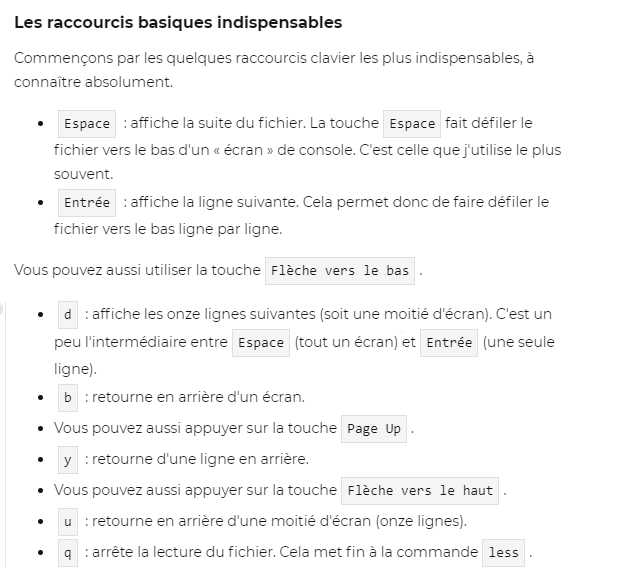 Les raccourcis basiques indispensables
Commençons par les quelques raccourcis clavier les plus indispensables, à
connaître absolument.
• Espace : affiche la suite du fichier. La touche Espace fait défiler le
fichier vers le bas d'un « écran » de console. C'est celle que j'utilise le plus
souvent.
• Entrée : affiche la ligne suivante. Cela permet donc de faire défiler le
fichier vers le bas ligne par ligne.
Vous pouvez aussi utiliser la touche Flèche vers le bas .
• d : affiche les onze lignes suivantes (soit une moitié d'écran). C'est un
peu l'intermédiaire entre Espace (tout un écran) et Entrée (une seule
ligne).
• b : retourne en arrière d'un écran.
• Vous pouvez aussi appuyer sur la touche Page Up .
• y : retourne d'une ligne en arrière.
• Vous pouvez aussi appuyer sur la touche Flèche vers le haut .
• u : retourne en arrière d'une moitié d'écran (onze lignes).
• q : arrête la lecture du fichier. Cela met fin à la commande less .